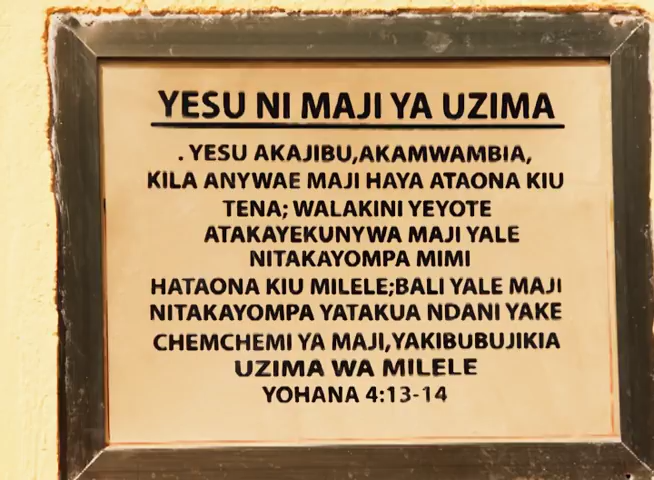 YESU NI MAJI YA UZIMA
. YESU AKAJIBU,AKAMWAMBIA,
KILA ANYWAE MAJI HAYA ATAONA KIU
TENA; WALAKINI YEYOTE
ATAKAYEKUNYWA MAJI YALE
NITAKAYOMPA MIMI
HATAONA KIU MILELE;BALI YALE MAJI
NITAKAYOMPA YATAKUA NDANI YAKE
CHEMCHEMI YA MAJI,YAKIBUBUJIKIA
UZIMA WA MILELE
YOHANA 4:13-14